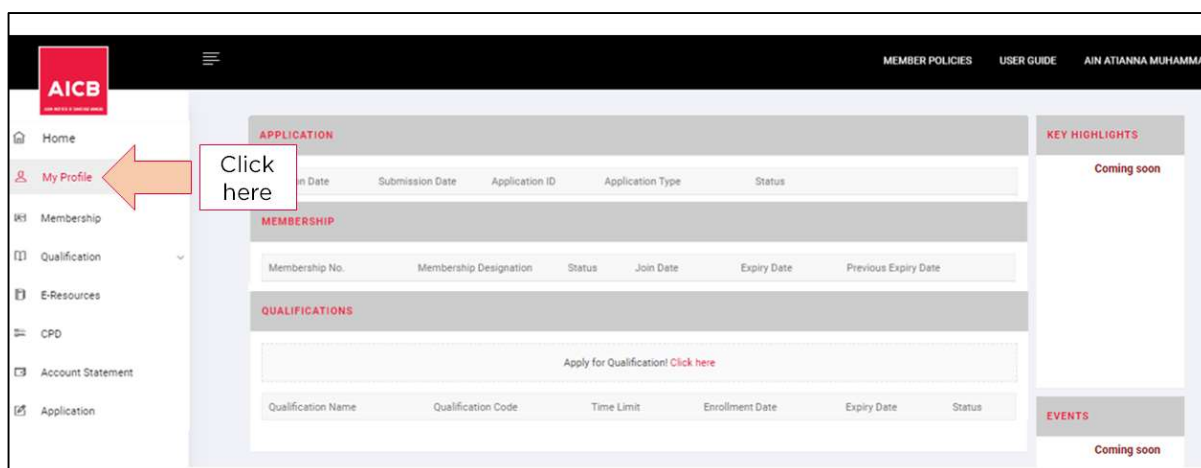 MEMBER POLICIES USER GUIDE AIN ATIANNA MUHAMMA
AICB
Home
My Profile
Membership
Qualification
E-Resources
CPD
Account Statement
Application
Click
here
APPLICATION
on Date Submission Date Application ID Application Type Status
MEMBERSHIP
Membership No. Membership Designation Status Join Date Expiry Date Previous Expiry Date
QUALIFICATIONS
Apply for Qualification! Click here
Qualification Name Qualification Code Time Limit Enrollment Date Expiry Date Status
KEY HIGHLIGHTS
Coming soon
EVENTS
Coming soon